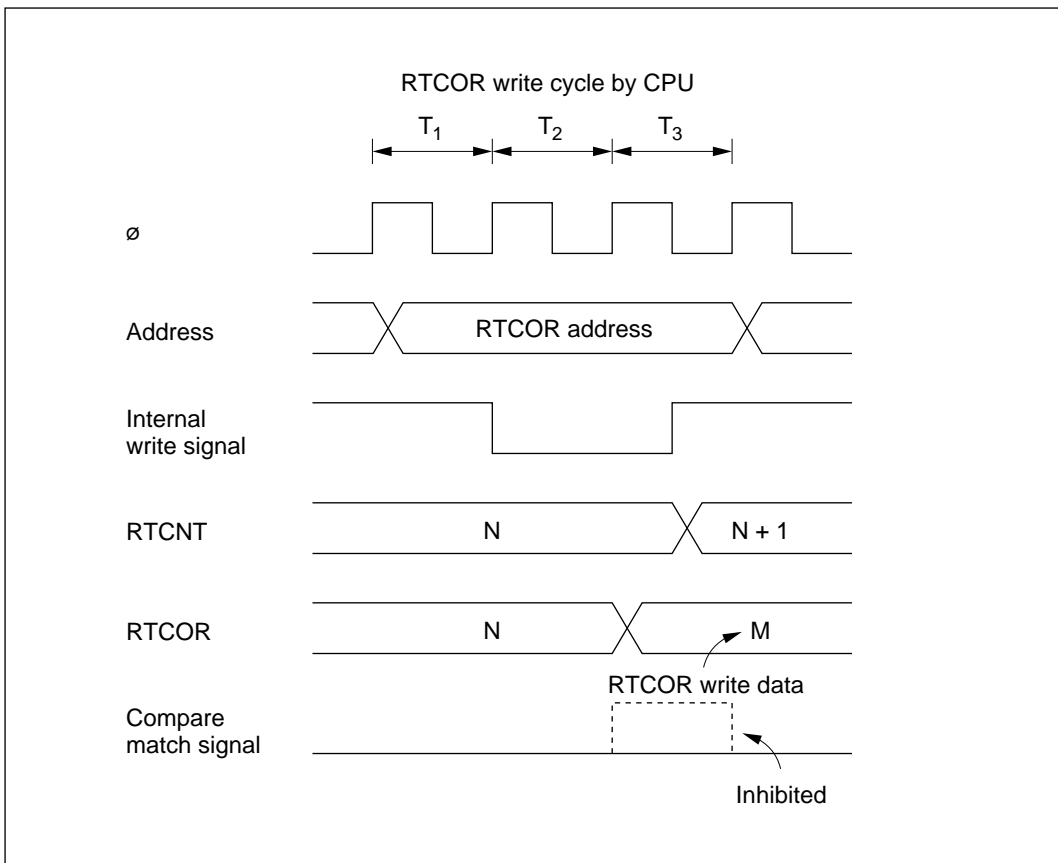 RTCOR write cycle by CPU
T1 T2 T3
ø
Address RTCOR address
Internal
write signal
RTCNT N N + 1
RTCOR N M
RTCOR write data
Compare
match signal
Inhibited